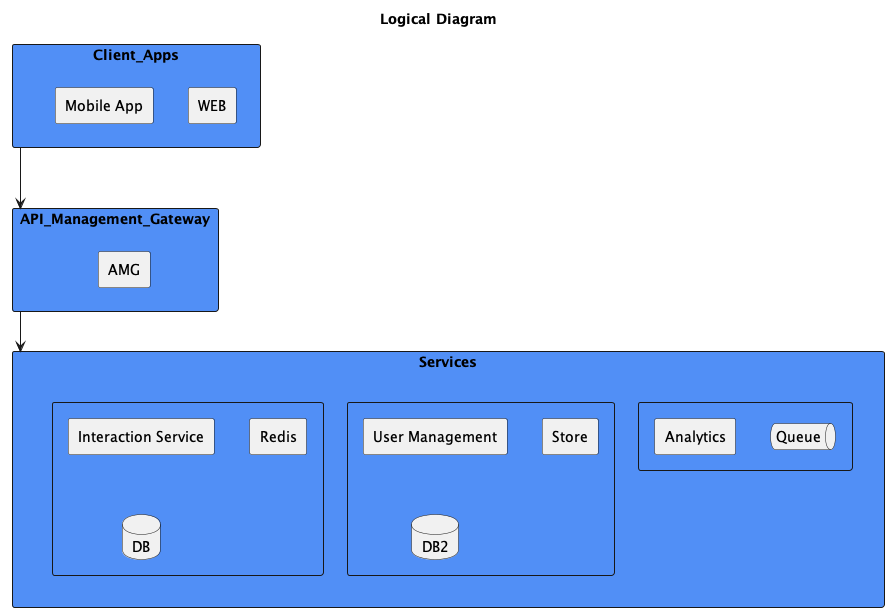 Logical Diagram
Client_Apps
Mobile App
WEB
API_Management_Gateway
AMG
Services
Interaction Service
Redis
User Management
Store
Analytics
Queue
DB
DB2